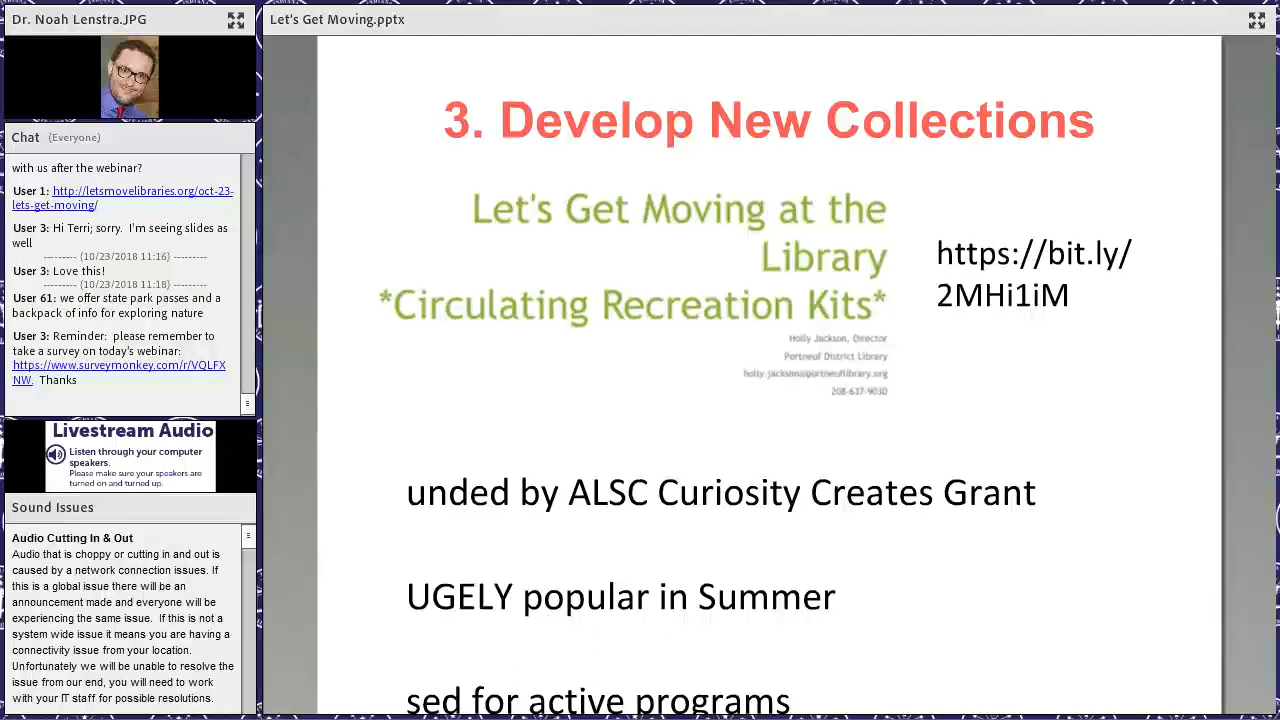 Dr. Noah Lenstra.JPG
Chat (Everyone)
with us after the webinar?
User 1: http://letsmovelibraries.org/oct-23-
lets-get-moving/
User 3: Hi Terri; sorry. I'm seeing slides as
well
--------- (10/23/2018 11:16) ---------
User 3: Love this!
--------- (10/23/2018 11:18) ---------
User 61: we offer state park passes and a
backpack of info for exploring nature
User 3: Reminder: please remember to
take a survey on today's webinar:
https://www.surveymonkey.com/r/VQLFX
NW. Thanks
Livestream Audio
Listen through your computer
speakers.
Please make sure your speakers are
turned on and turned up.
Sound Issues
Audio Cutting In & Out
Audio that is choppy or cutting in and out is
caused by a network connection issues. If
this is a global issue there will be an
announcement made and everyone will be
experiencing the same issue. If this is not a
system wide issue it means you are having a
connectivity issue from your location.
Unfortunately we will be unable to resolve the
issue from our end, you will need to work
with your IT staff for possible resolutions.
Let's Get Moving.pptx
3. Develop New Collections
Let's Get Moving at the
Library
*Circulating Recreation Kits*
Holly Jackson, Director
Portneuf District Library
holly.jackson@portneuflibrary.org
208-637-9030
https://bit.ly/
2MHi1iM
unded by ALSC Curiosity Creates Grant
UGELY popular in Summer
sed for active programs